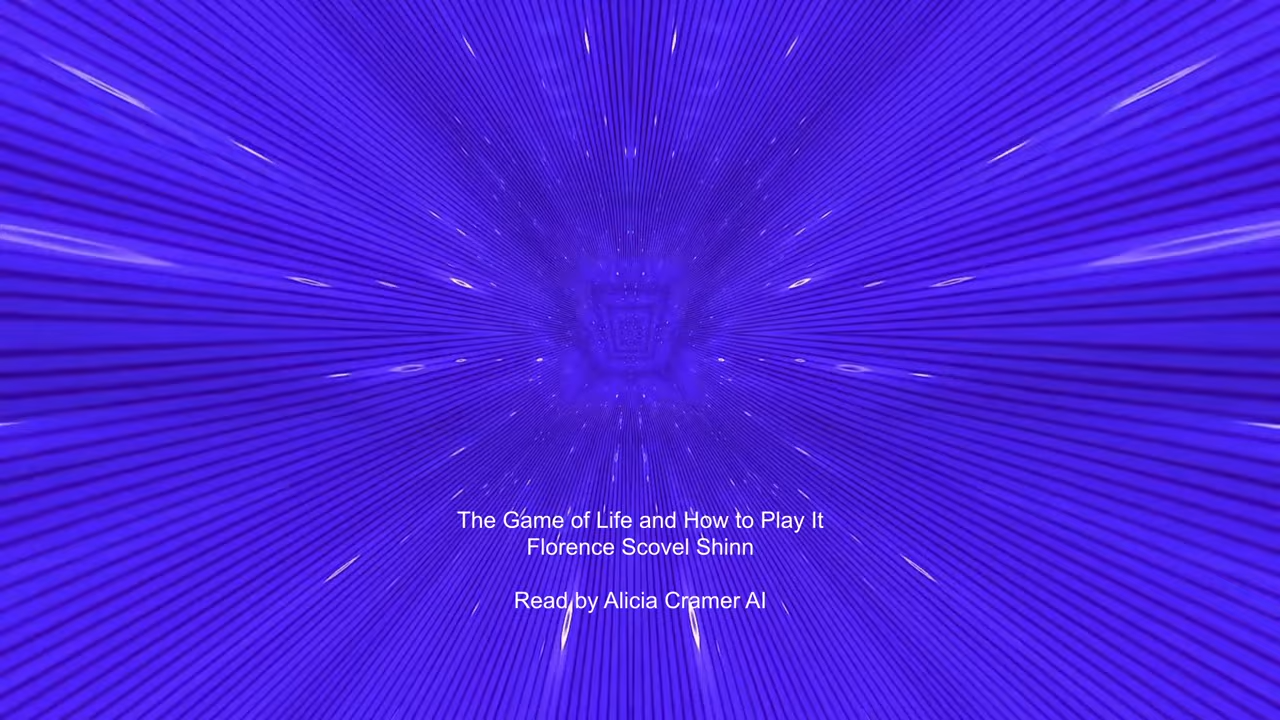 The Game of Life and How to Play It
Florence Scovel Shinn
Read by Alicia Cramer AI